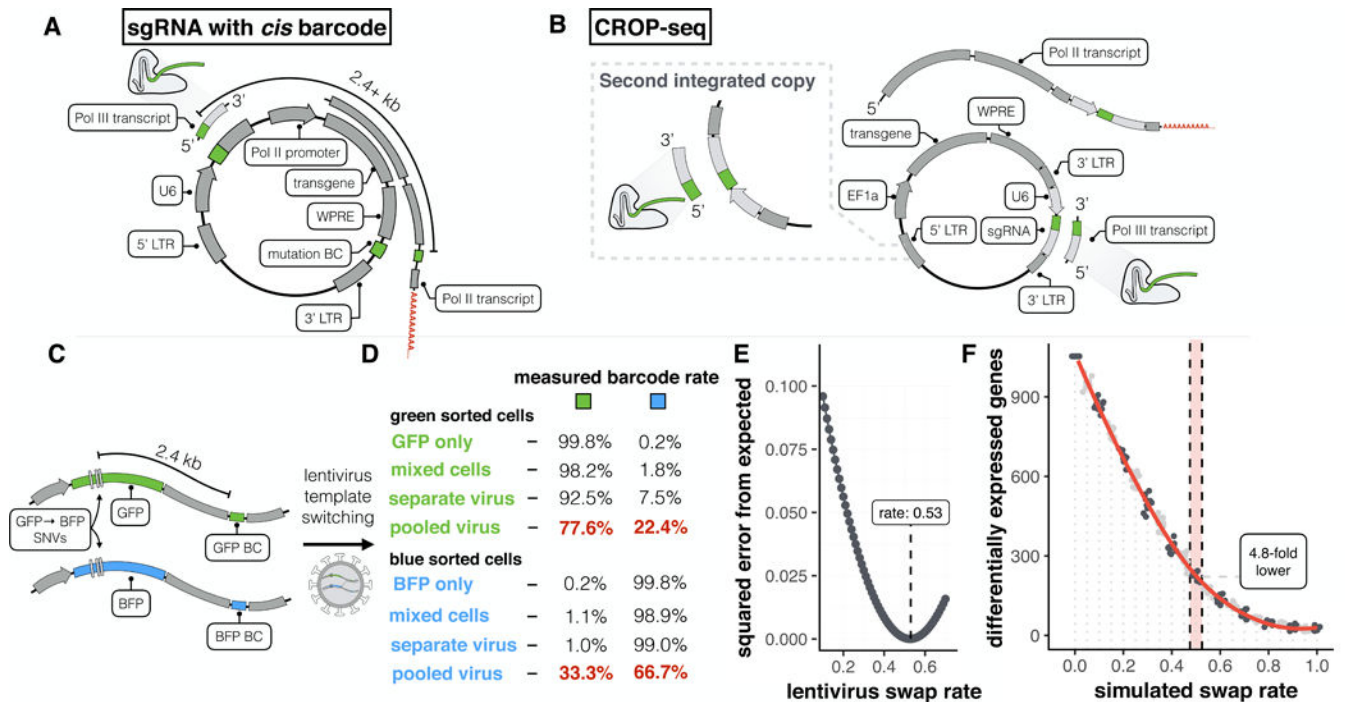 A
sgRNA with cis barcode
3'
5'
2.4+ kb
Pol III transcript
Pol II promoter
U6
transgene
WPRE
5' LTR
mutation BC
Pol II transcript
3' LTR
B
CROP-seq
Second integrated copy
3'
5'
Pol II transcript
5'
WPRE
transgene
3' LTR
EF1a
U6
3'
5' LTR
sgRNA
Pol III transcript
5'
3' LTR
C
2.4 kb
GFP→ BFP
SNVs
GFP
GFP BC
BFP
BFP BC
lentivirus
template
switching
D
measured barcode rate
green sorted cells
GFP only – 99.8% 0.2%
mixed cells – 98.2% 1.8%
separate virus – 92.5% 7.5%
pooled virus – 77.6% 22.4%
blue sorted cells
BFP only – 0.2% 99.8%
mixed cells – 1.1% 98.9%
separate virus – 1.0% 99.0%
pooled virus – 33.3% 66.7%
E
squared error from expected
0.100
0.075
0.050
0.025
0.000
rate: 0.53
0.2 0.4 0.6
lentivirus swap rate
F
differentially expressed genes
900
600
300
0
4.8-fold
lower
0.0 0.2 0.4 0.6 0.8 1.0
simulated swap rate